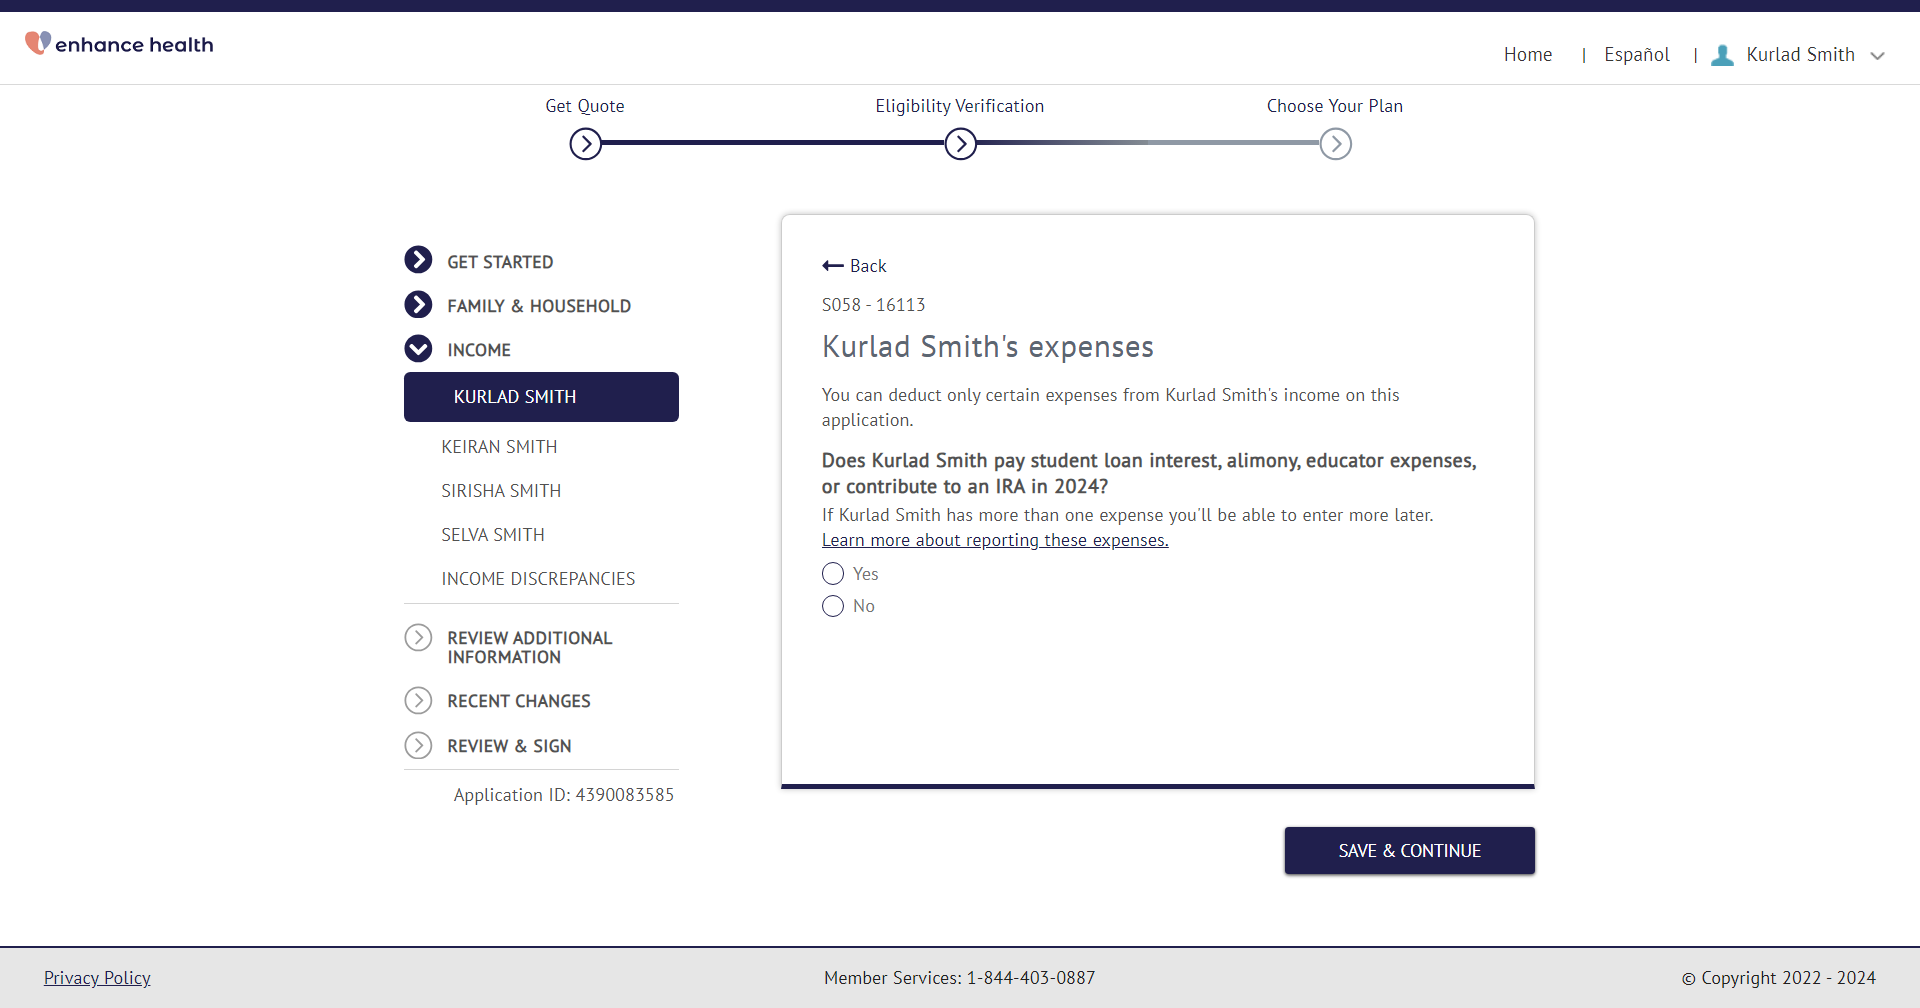 enhance health
Home | Español | Kurlad Smith
Get Quote
Eligibility Verification
Choose Your Plan
GET STARTED
FAMILY & HOUSEHOLD
INCOME
KURLAD SMITH
KEIRAN SMITH
SIRISHA SMITH
SELVA SMITH
INCOME DISCREPANCIES
REVIEW ADDITIONAL
INFORMATION
RECENT CHANGES
REVIEW & SIGN
Application ID: 4390083585
Back
S058 - 16113
Kurlad Smith's expenses
You can deduct only certain expenses from Kurlad Smith's income on this
application.
Does Kurlad Smith pay student loan interest, alimony, educator expenses,
or contribute to an IRA in 2024?
If Kurlad Smith has more than one expense you'll be able to enter more later.
Learn more about reporting these expenses.
Yes
No
SAVE & CONTINUE
Privacy Policy
Member Services: 1-844-403-0887
© Copyright 2022 - 2024